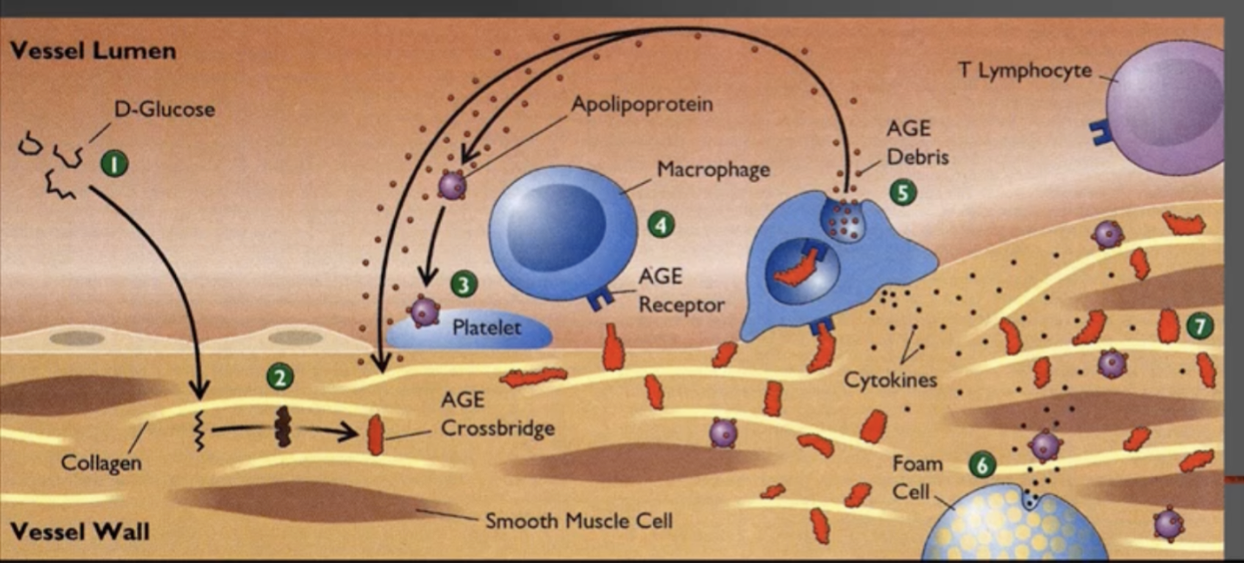 Vessel Lumen
D-Glucose
1
Apolipoprotein
T Lymphocyte
AGE
Debris
5
Macrophage
4
AGE
Receptor
3
Platelet
2
AGE
Crossbridge
Collagen
Cytokines
7
Foam
Cell
6
Smooth Muscle Cell
Vessel Wall